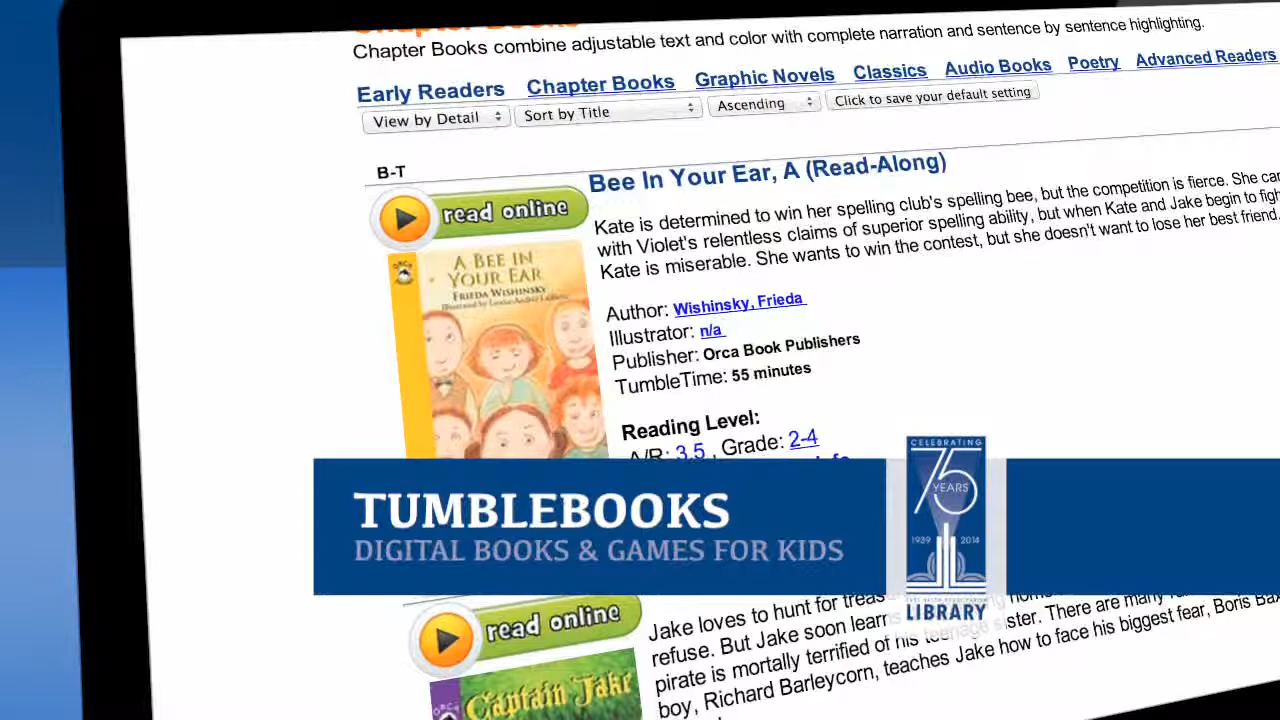 Chapter Books
Chapter Books combine adjustable text and color with complete narration and sentence by sentence highlighting.
Early Readers Chapter Books Graphic Novels Classics Audio Books Poetry Advanced Readers
View by Detail Sort by Title Ascending Click to save your default setting
B-T
Bee In Your Ear, A (Read-Along)
read online
Kate is determined to win her spelling club's spelling bee, but the competition is fierce. She can
with Violet's relentless claims of superior spelling ability, but when Kate and Jake begin to fight
Kate is miserable. She wants to win the contest, but she doesn't want to lose her best friend.
ORCA
A BEE IN
YOUR EAR
FRIEDA WISHINSKY
Author: Wishinsky, Frieda
Illustrator: n/a
Publisher: Orca Book Publishers
TumbleTime: 55 minutes
Reading Level:
A/R: 3.5 , Grade: 2-4
TUMBLEBOOKS
DIGITAL BOOKS & GAMES FOR KIDS
CELEBRATING
75
YEARS
1939 2014
LIBRARY
read online
Jake loves to hunt for
refuse. But Jake soon learns
pirate is mortally terrified of his teenage sister. There are many
boy, Richard Barleycorn, teaches Jake how to face his biggest fear, Boris
Captain Jake